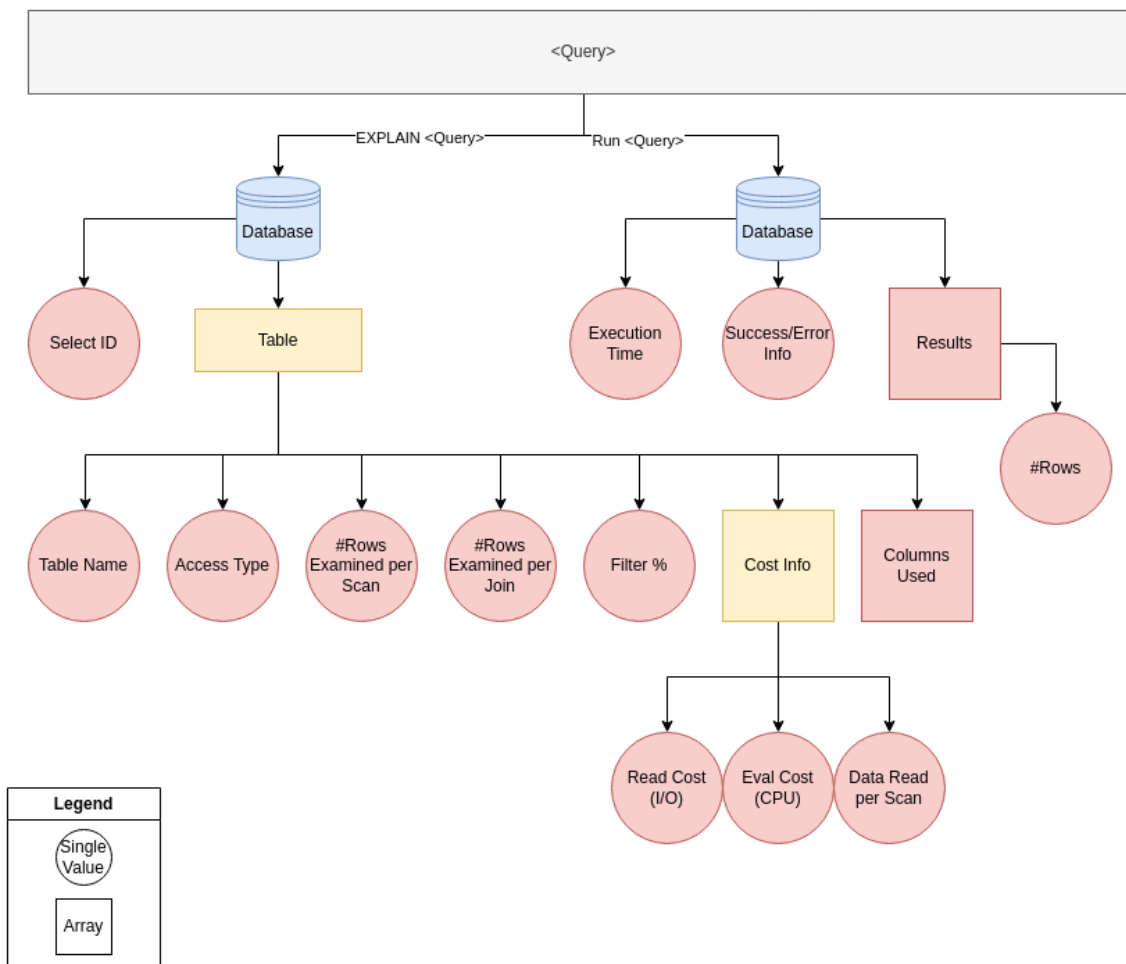 <Query>
EXPLAIN <Query>
Run <Query>
Database
Database
Select ID
Table
Execution
Time
Success/Error
Info
Results
#Rows
Table Name
Access Type
#Rows
Examined per
Scan
#Rows
Examined per
Join
Filter %
Cost Info
Columns
Used
Read Cost
(I/O)
Eval Cost
(CPU)
Data Read
per Scan
Legend
Single
Value
Array